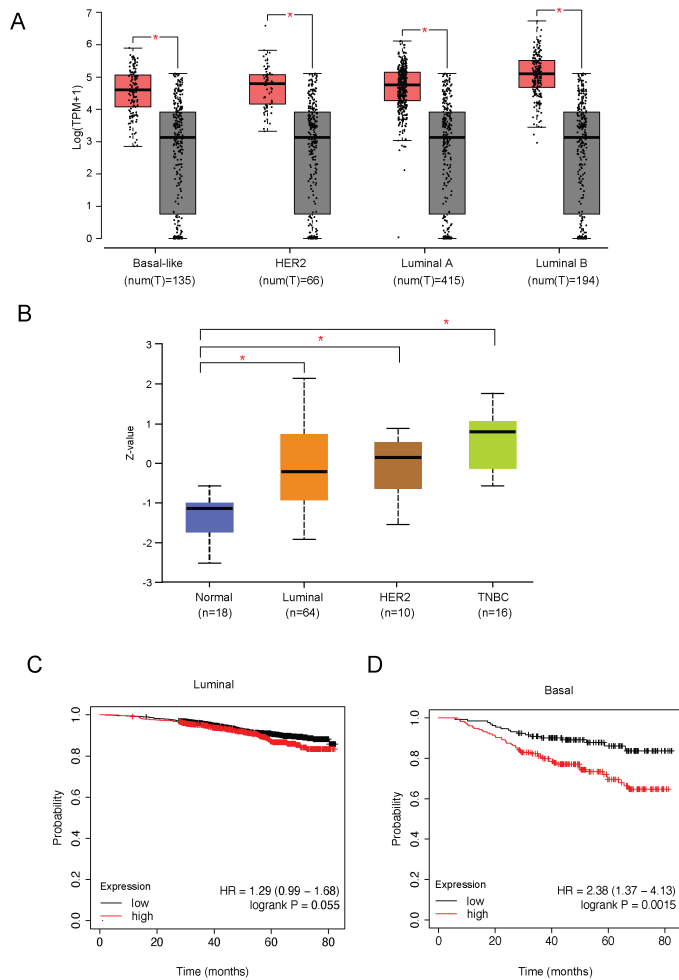 A
Log(TPM+1)
7
6
5
4
3
2
1
0
* * * *
Basal-like HER2 Luminal A Luminal B
(num(T)=135) (num(T)=66) (num(T)=415) (num(T)=194)
B
Z-value
3
2
1
0
-1
-2
-3
*
*
*
Normal Luminal HER2 TNBC
(n=18) (n=64) (n=10) (n=16)
C
Luminal
Probability
1.0
0.8
0.6
0.4
0.2
0.0
Expression
low
high
HR = 1.29 (0.99 – 1.68)
logrank P = 0.055
0 20 40 60 80
Time (months)
D
Basal
Probability
1.0
0.8
0.6
0.4
0.2
0.0
Expression
low
high
HR = 2.38 (1.37 – 4.13)
logrank P = 0.0015
0 20 40 60 80
Time (months)